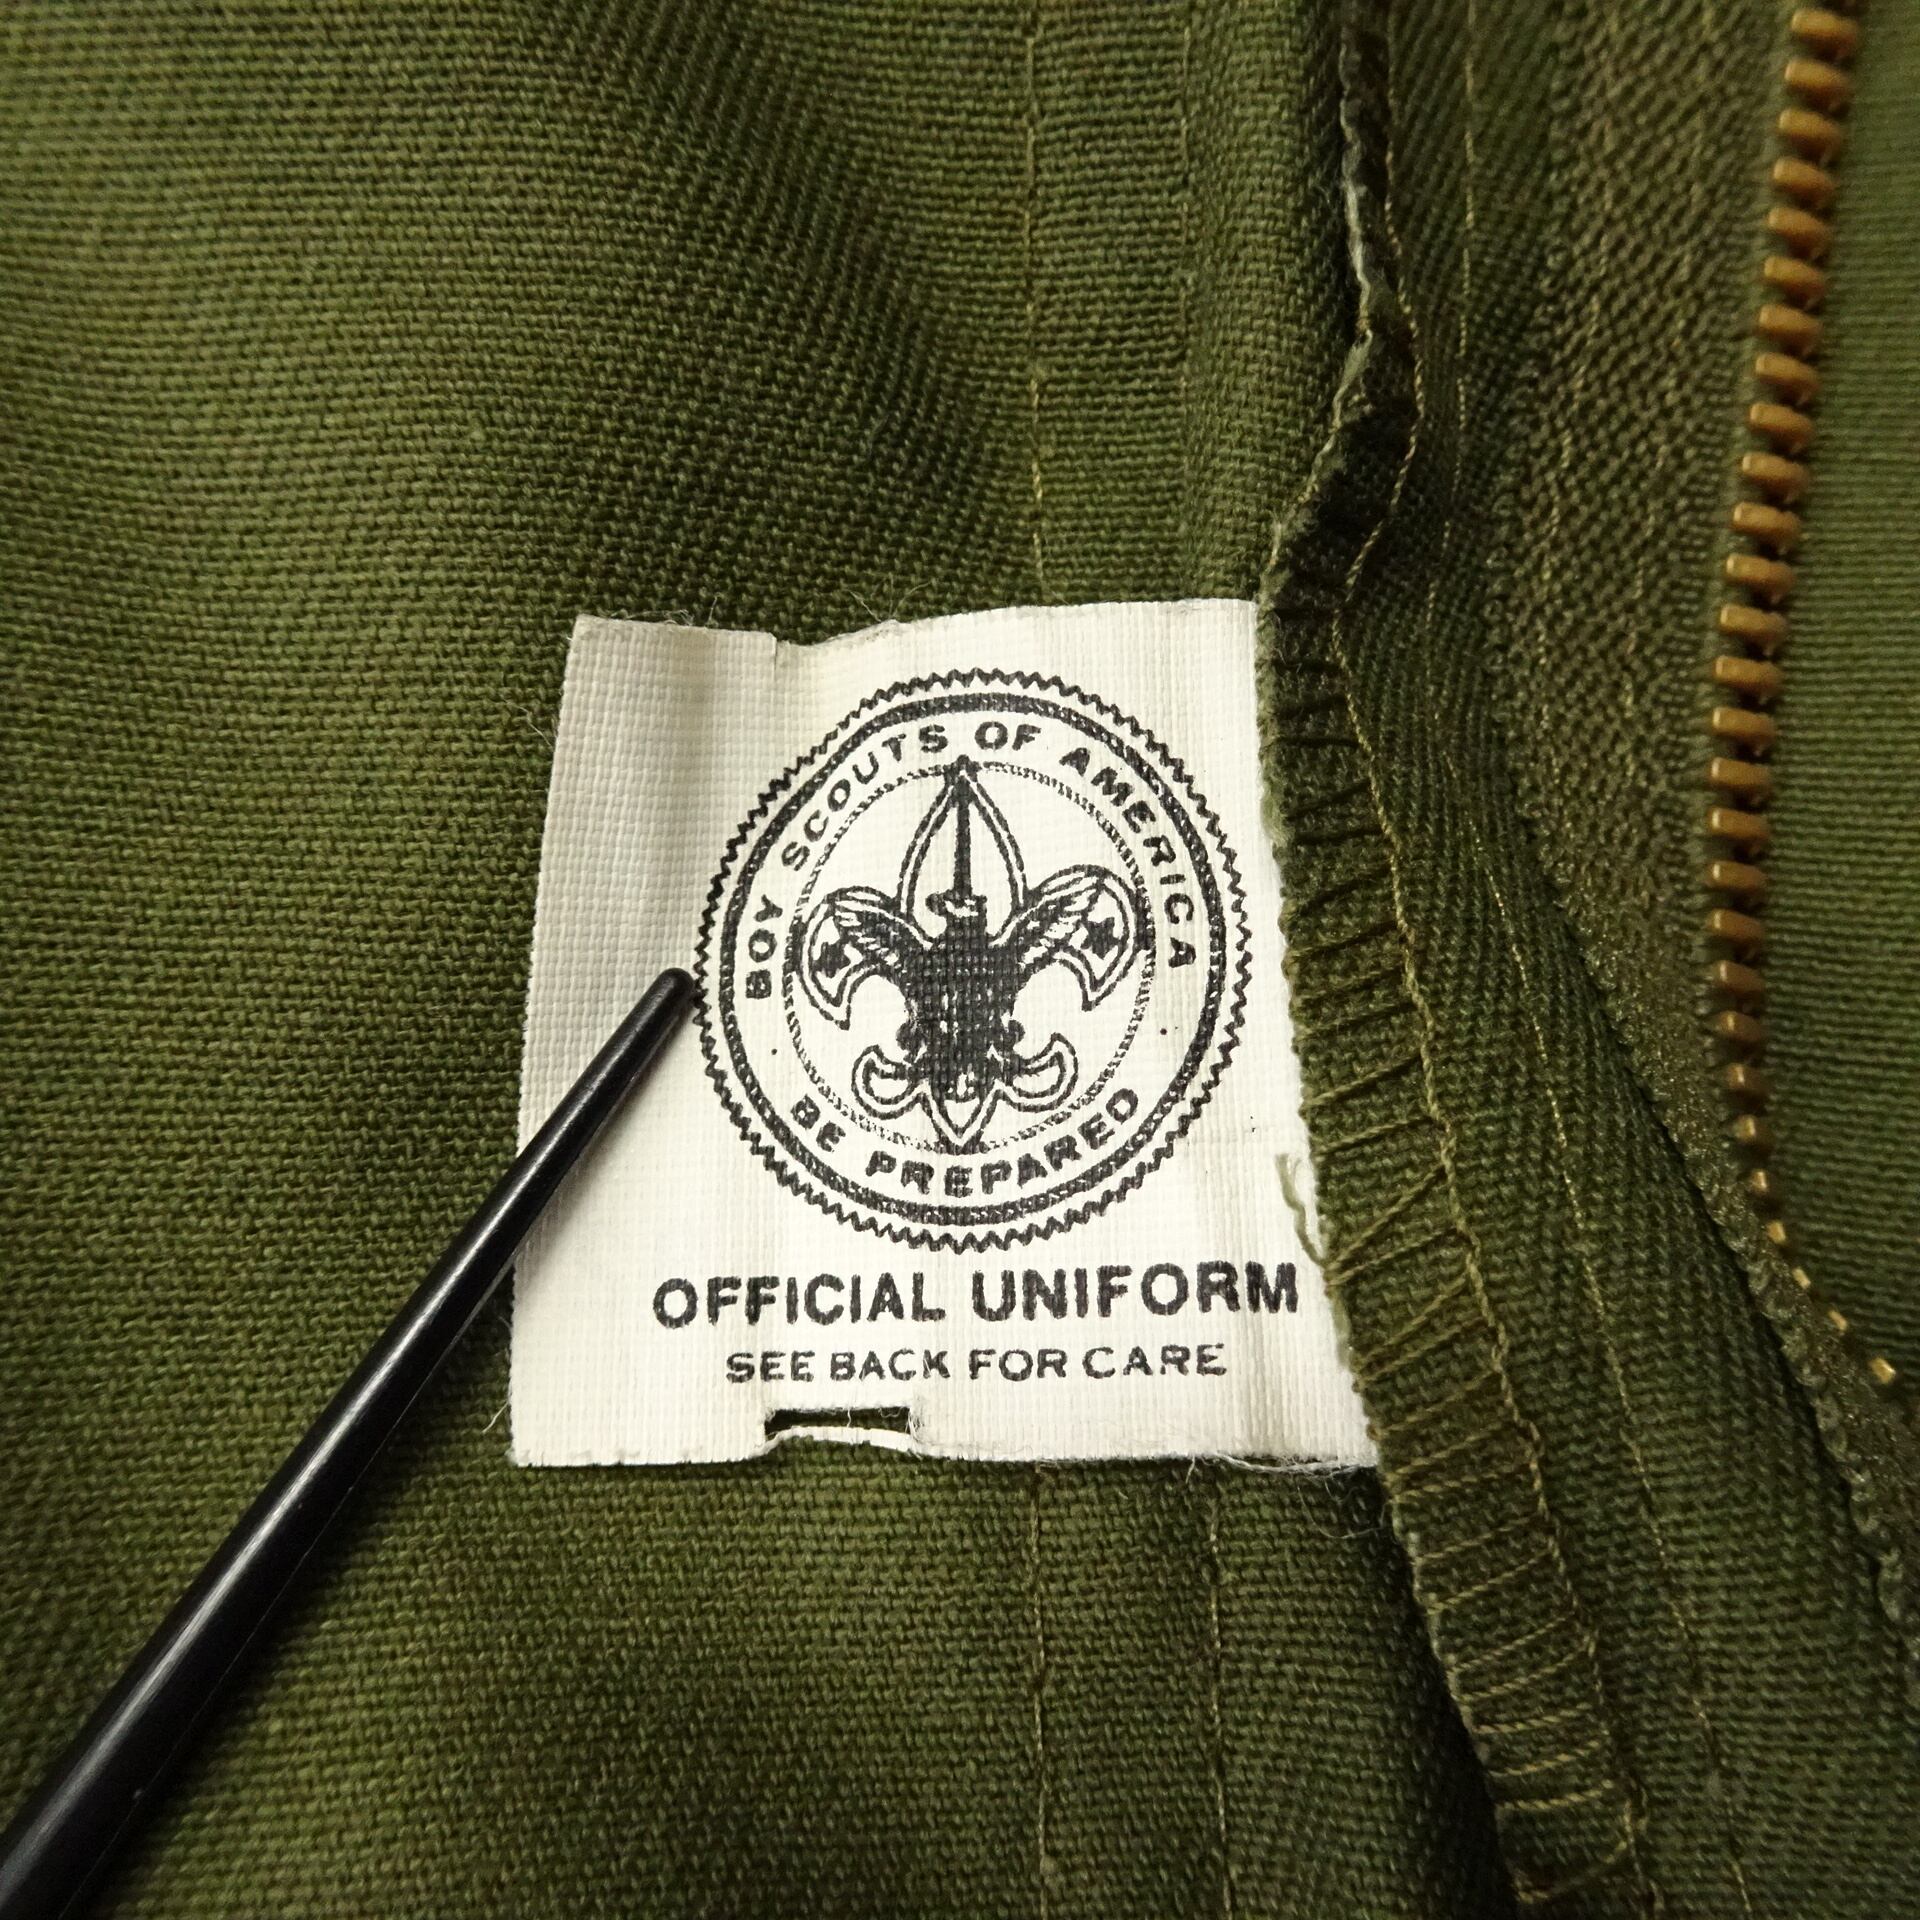 BOY SCOUTS OF AMERICA
BE PREPARED
OFFICIAL UNIFORM
SEE BACK FOR CARE